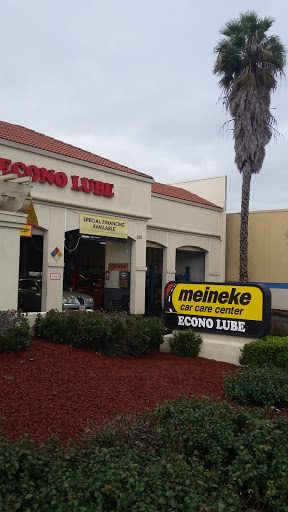 ECONO LUBE
SPECIAL FINANCING
AVAILABLE
meineke
car care center
ECONO LUBE